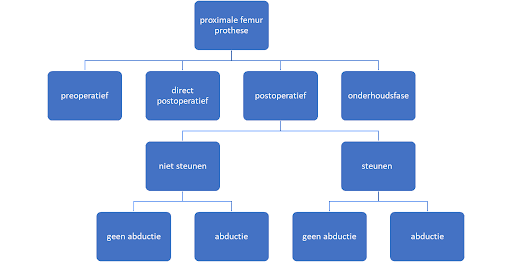 proximale femur
prothese
preoperatief
direct
postoperatief
postoperatief
onderhoudsfase
niet steunen
steunen
geen abductie
abductie
geen abductie
abductie